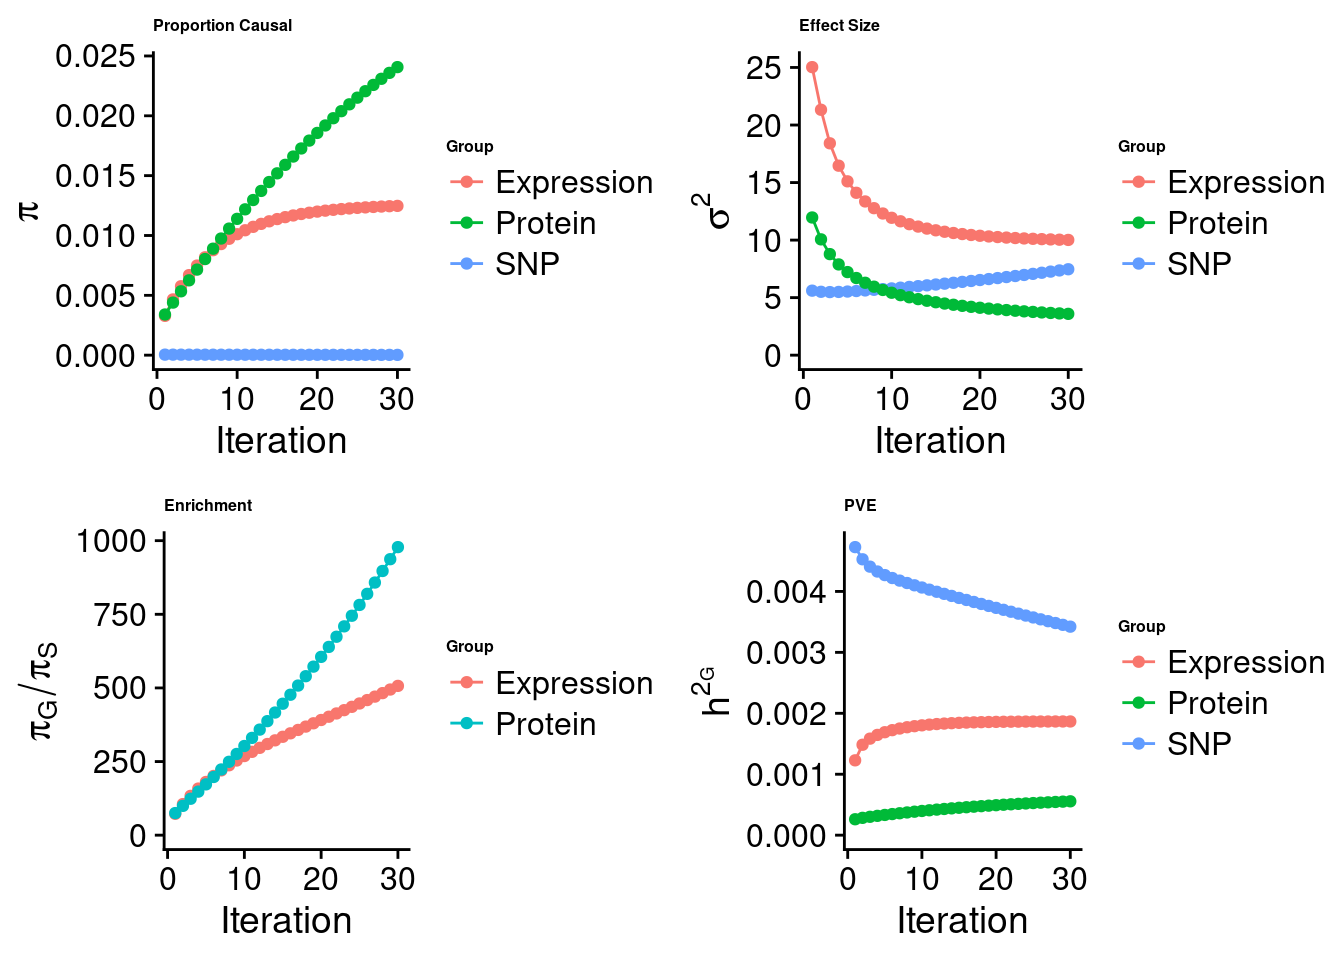 Proportion Causal
0.025
0.020
0.015
0.010
0.005
0.000
π
0 10 20 30
Iteration
Group
Expression
Protein
SNP
Effect Size
25
20
15
10
5
0
σ²
0 10 20 30
Iteration
Group
Expression
Protein
SNP
Enrichment
1000
750
500
250
0
π_G/π_S
0 10 20 30
Iteration
Group
Expression
Protein
PVE
0.004
0.003
0.002
0.001
0.000
h²G
0 10 20 30
Iteration
Group
Expression
Protein
SNP